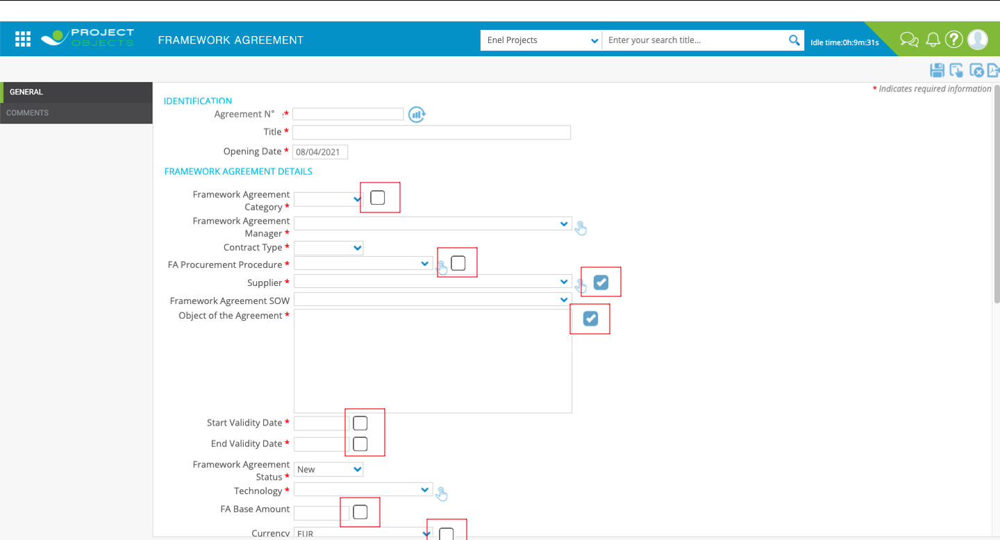 PROJECT
OBJECTS
FRAMEWORK AGREEMENT
Enel Projects
Enter your search title...
Idle time:0h:9m:31s
?
* Indicates required information
GENERAL
COMMENTS
IDENTIFICATION
Agreement N° :*
Title *
Opening Date * 08/04/2021
FRAMEWORK AGREEMENT DETAILS
Framework Agreement
Category *
Framework Agreement
Manager *
Contract Type *
FA Procurement Procedure *
Supplier *
Framework Agreement SOW
Object of the Agreement *
Start Validity Date *
End Validity Date *
Framework Agreement
Status * New
Technology *
FA Base Amount
Currency EUR